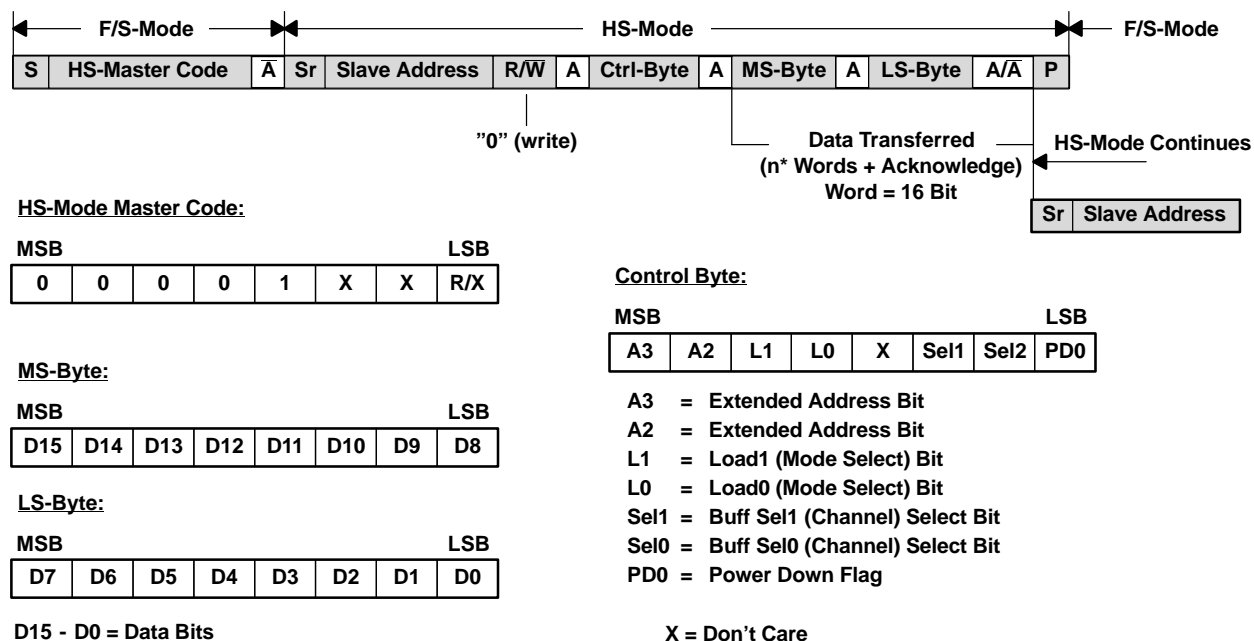 F/S-Mode HS-Mode F/S-Mode
S HS-Master Code A̅ Sr Slave Address R/W̅ A Ctrl-Byte A MS-Byte A LS-Byte A/A̅ P
”0” (write)
Data Transferred
(n* Words + Acknowledge)
Word = 16 Bit
HS-Mode Continues
Sr Slave Address
HS-Mode Master Code:
MSB LSB
0 0 0 0 1 X X R/X
MS-Byte:
MSB LSB
D15 D14 D13 D12 D11 D10 D9 D8
LS-Byte:
MSB LSB
D7 D6 D5 D4 D3 D2 D1 D0
D15 - D0 = Data Bits
Control Byte:
MSB LSB
A3 A2 L1 L0 X Sel1 Sel2 PD0
A3 = Extended Address Bit
A2 = Extended Address Bit
L1 = Load1 (Mode Select) Bit
L0 = Load0 (Mode Select) Bit
Sel1 = Buff Sel1 (Channel) Select Bit
Sel0 = Buff Sel0 (Channel) Select Bit
PD0 = Power Down Flag
X = Don't Care